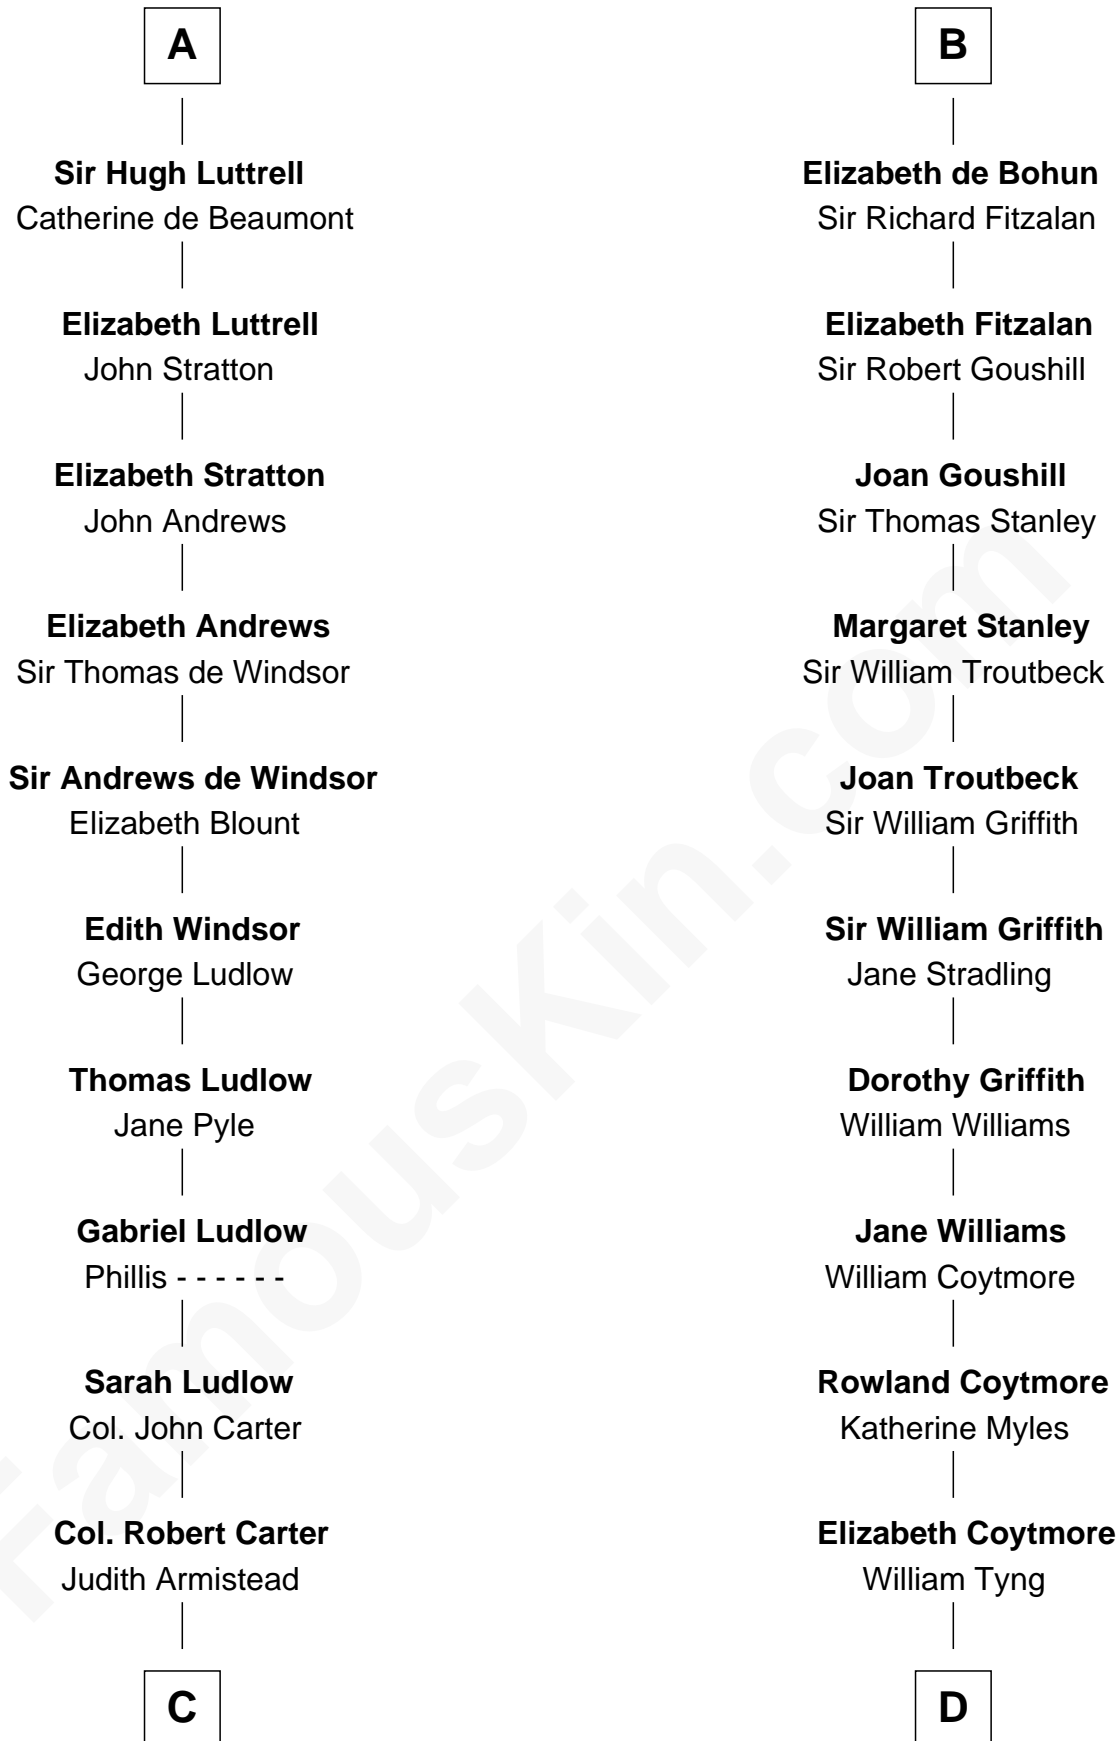 A
Sir Hugh Luttrell
Catherine de Beaumont
Elizabeth Luttrell
John Stratton
Elizabeth Stratton
John Andrews
Elizabeth Andrews
Sir Thomas de Windsor
Sir Andrews de Windsor
Elizabeth Blount
Edith Windsor
George Ludlow
Thomas Ludlow
Jane Pyle
Gabriel Ludlow
Phillis - - - - - -
Sarah Ludlow
Col. John Carter
Col. Robert Carter
Judith Armistead
C
B
Elizabeth de Bohun
Sir Richard Fitzalan
Elizabeth Fitzalan
Sir Robert Goushill
Joan Goushill
Sir Thomas Stanley
Margaret Stanley
Sir William Troutbeck
Joan Troutbeck
Sir William Griffith
Sir William Griffith
Jane Stradling
Dorothy Griffith
William Williams
Jane Williams
William Coytmore
Rowland Coytmore
Katherine Myles
Elizabeth Coytmore
William Tyng
D
FamousKin.com